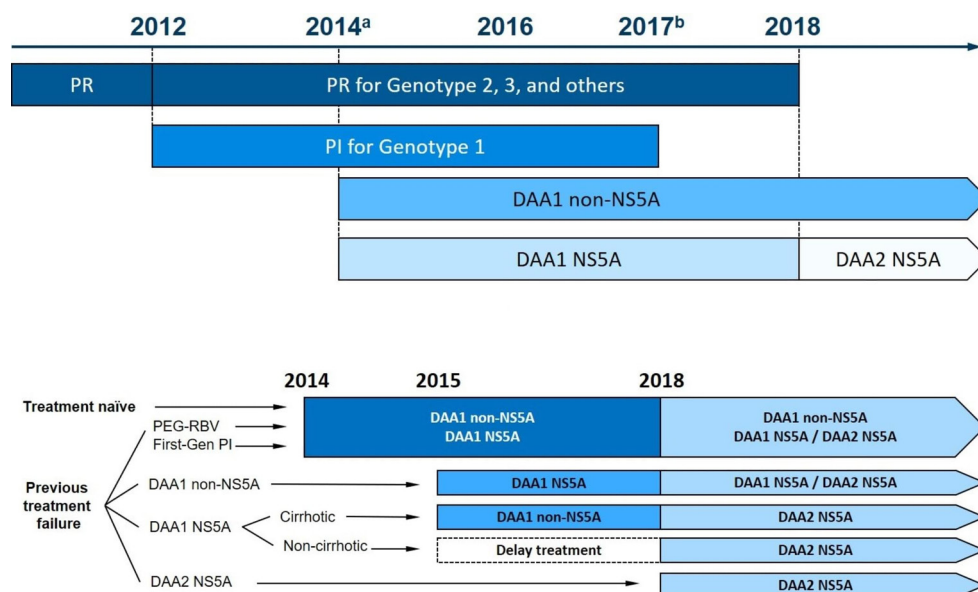 2012 2014ᵃ 2016 2017ᵇ 2018
PR PR for Genotype 2, 3, and others
PI for Genotype 1
DAA1 non-NS5A
DAA1 NS5A DAA2 NS5A
2014 2015 2018
Treatment naïve
PEG-RBV
First-Gen PI
DAA1 non-NS5A
DAA1 NS5A
DAA1 non-NS5A
DAA1 NS5A / DAA2 NS5A
Previous
treatment
failure
DAA1 non-NS5A DAA1 NS5A DAA1 NS5A / DAA2 NS5A
DAA1 NS5A
Cirrhotic DAA1 non-NS5A DAA2 NS5A
Non-cirrhotic Delay treatment DAA2 NS5A
DAA2 NS5A DAA2 NS5A